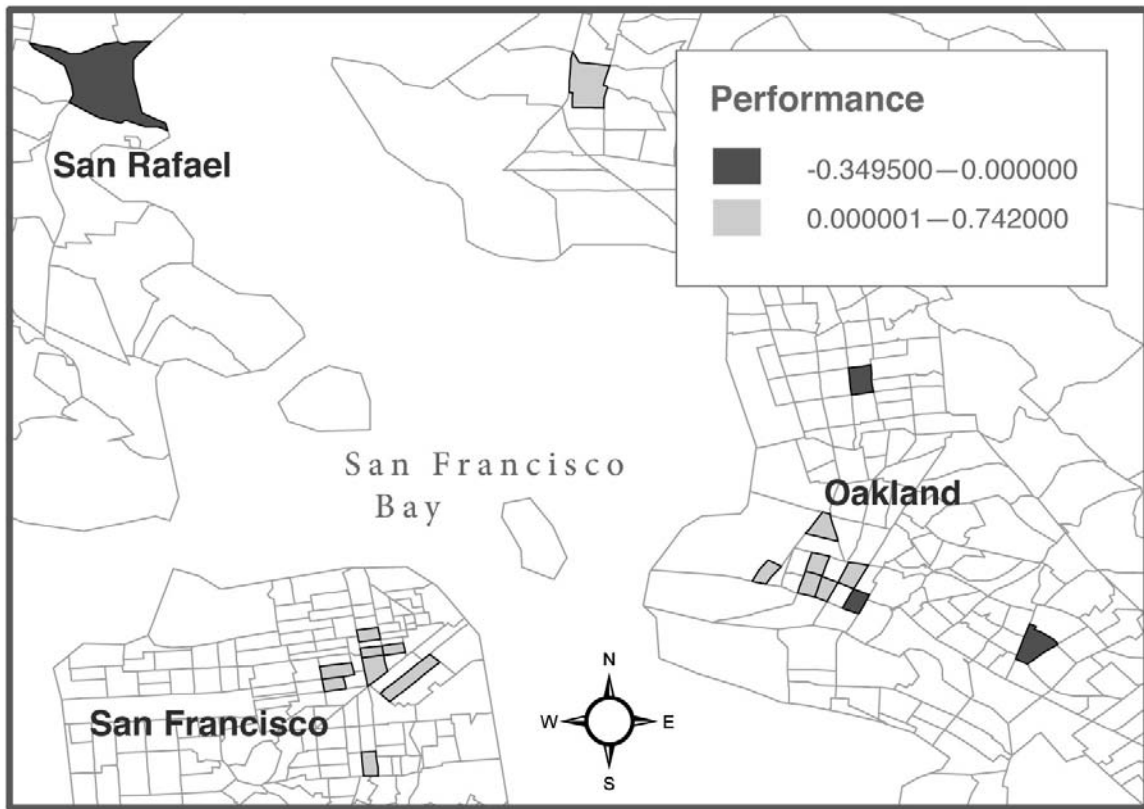 Performance
-0.349500—0.000000
0.000001—0.742000
San Rafael
San Francisco
Bay
Oakland
San Francisco
N
W
E
S